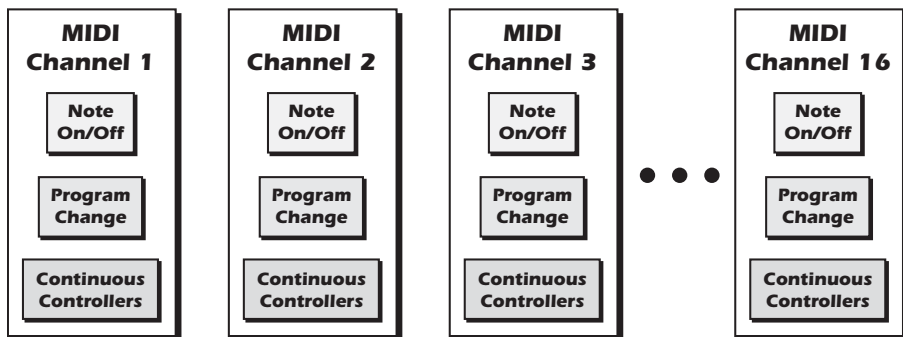 MIDI
Channel 1
Note
On/Off
Program
Change
Continuous
Controllers
MIDI
Channel 2
Note
On/Off
Program
Change
Continuous
Controllers
MIDI
Channel 3
Note
On/Off
Program
Change
Continuous
Controllers
MIDI
Channel 16
Note
On/Off
Program
Change
Continuous
Controllers